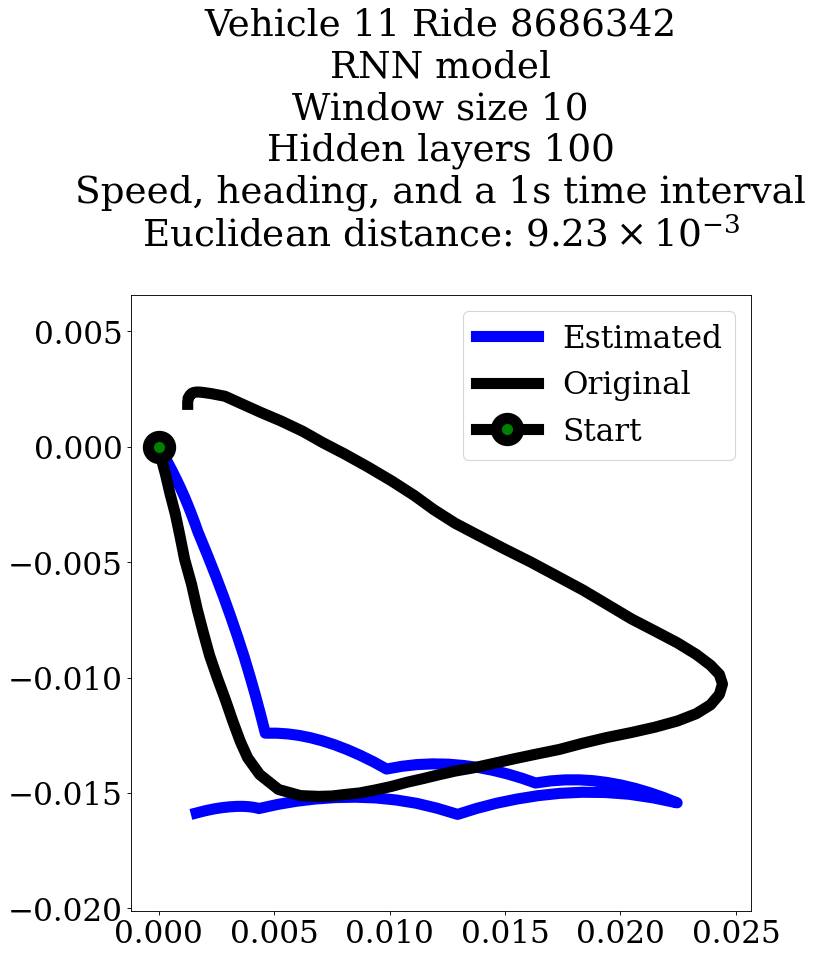 Vehicle 11 Ride 8686342
RNN model
Window size 10
Hidden layers 100
Speed, heading, and a 1s time interval
Euclidean distance: 9.23 × 10⁻³
Estimated
Original
Start
0.005
0.000
−0.005
−0.010
−0.015
−0.020
0.000 0.005 0.010 0.015 0.020 0.025